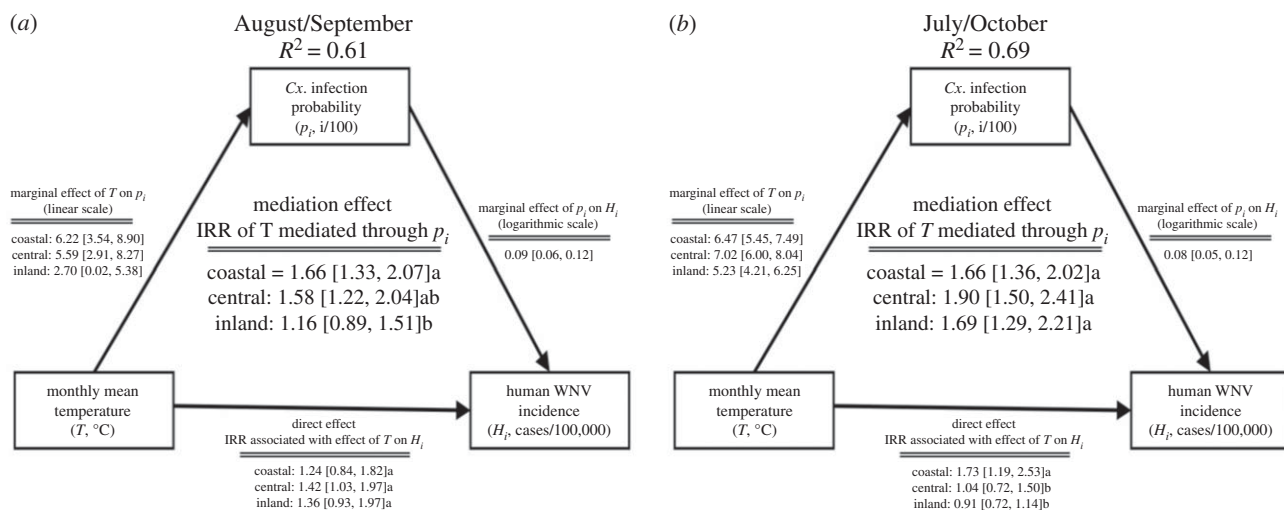 (a)
August/September
R² = 0.61
Cx. infection
probability
(pᵢ, i/100)
marginal effect of T on pᵢ
(linear scale)
coastal: 6.22 [3.54, 8.90]
central: 5.59 [2.91, 8.27]
inland: 2.70 [0.02, 5.38]
mediation effect
IRR of T mediated through pᵢ
coastal = 1.66 [1.33, 2.07]a
central: 1.58 [1.22, 2.04]ab
inland: 1.16 [0.89, 1.51]b
marginal effect of pᵢ on Hᵢ
(logarithmic scale)
0.09 [0.06, 0.12]
monthly mean
temperature
(T, °C)
human WNV
incidence
(Hᵢ, cases/100,000)
direct effect
IRR associated with effect of T on Hᵢ
coastal: 1.24 [0.84, 1.82]a
central: 1.42 [1.03, 1.97]a
inland: 1.36 [0.93, 1.97]a
(b)
July/October
R² = 0.69
Cx. infection
probability
(pᵢ, i/100)
marginal effect of T on pᵢ
(linear scale)
coastal: 6.47 [5.45, 7.49]
central: 7.02 [6.00, 8.04]
inland: 5.23 [4.21, 6.25]
mediation effect
IRR of T mediated through pᵢ
coastal = 1.66 [1.36, 2.02]a
central: 1.90 [1.50, 2.41]a
inland: 1.69 [1.29, 2.21]a
marginal effect of pᵢ on Hᵢ
(logarithmic scale)
0.08 [0.05, 0.12]
monthly mean
temperature
(T, °C)
human WNV
incidence
(Hᵢ, cases/100,000)
direct effect
IRR associated with effect of T on Hᵢ
coastal: 1.73 [1.19, 2.53]a
central: 1.04 [0.72, 1.50]b
inland: 0.91 [0.72, 1.14]b